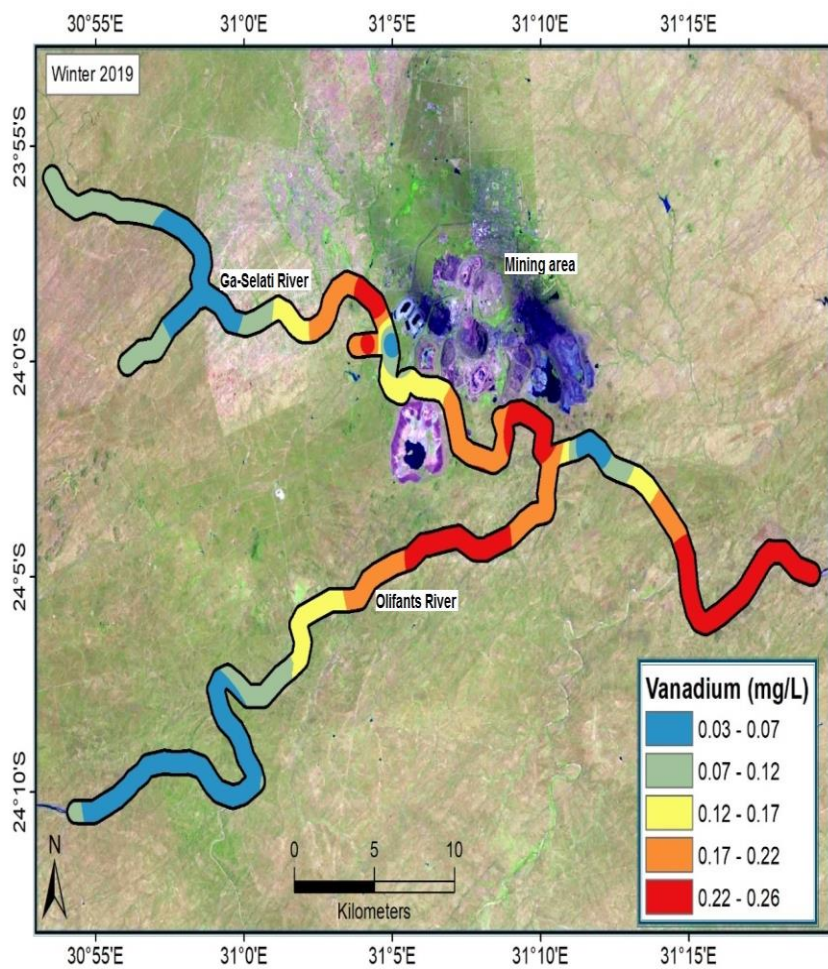 30°55'E 31°0'E 31°5'E 31°10'E 31°15'E
Winter 2019
23°55'S
Mining area
Ga-Selati River
24°0'S
24°5'S
Olifants River
Vanadium (mg/L)
0.03 - 0.07
0.07 - 0.12
0.12 - 0.17
0.17 - 0.22
0.22 - 0.26
24°10'S
N
0 5 10
Kilometers
30°55'E 31°0'E 31°5'E 31°10'E 31°15'E